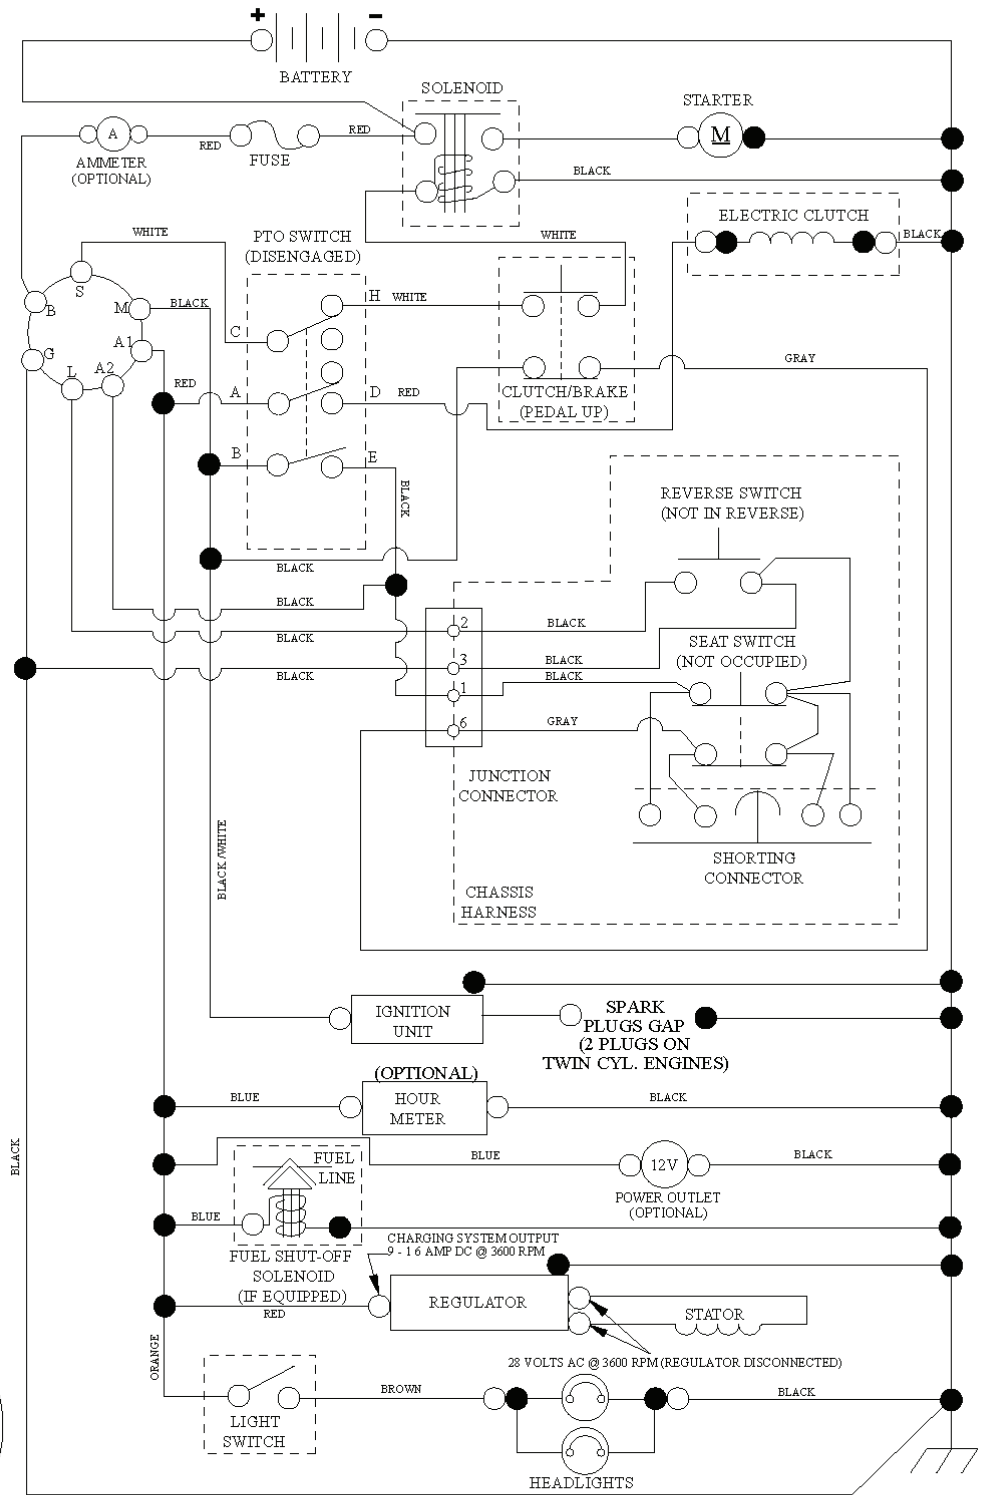 + -
BATTERY
SOLENOID
STARTER
A
RED
FUSE
RED
M
AMMETER
(OPTIONAL)
BLACK
ELECTRIC CLUTCH
BLACK
WHITE
PTO SWITCH
(DISENGAGED)
WHITE
S
B
M
BLACK
H
WHITE
C
G
A1
L
A2
RED
A
D
RED
GRAY
CLUTCH/BRAKE
(PEDAL UP)
B
E
BLACK
REVERSE SWITCH
(NOT IN REVERSE)
BLACK
BLACK
2
BLACK
BLACK
SEAT SWITCH
(NOT OCCUPIED)
3
BLACK
BLACK
BLACK
1
6
GRAY
JUNCTION
CONNECTOR
BLACK /WHITE
SHORTING
CONNECTOR
CHASSIS
HARNESS
IGNITION
UNIT
SPARK
PLUGS GAP
(2 PLUGS ON
TWIN CYL. ENGINES)
(OPTIONAL)
HOUR
METER
BLUE
BLACK
BLACK
FUEL
LINE
BLUE
12V
BLACK
POWER OUTLET
(OPTIONAL)
BLUE
FUEL SHUT-OFF
SOLENOID
(IF EQUIPPED)
CHARGING SYSTEM OUTPUT
9 - 1 6 AMP DC @ 3600 RPM
RED
REGULATOR
STATOR
28 VOLTS AC @ 3600 RPM (REGULATOR DISCONNECTED)
ORANGE
LIGHT
SWITCH
BROWN
BLACK
HEADLIGHTS